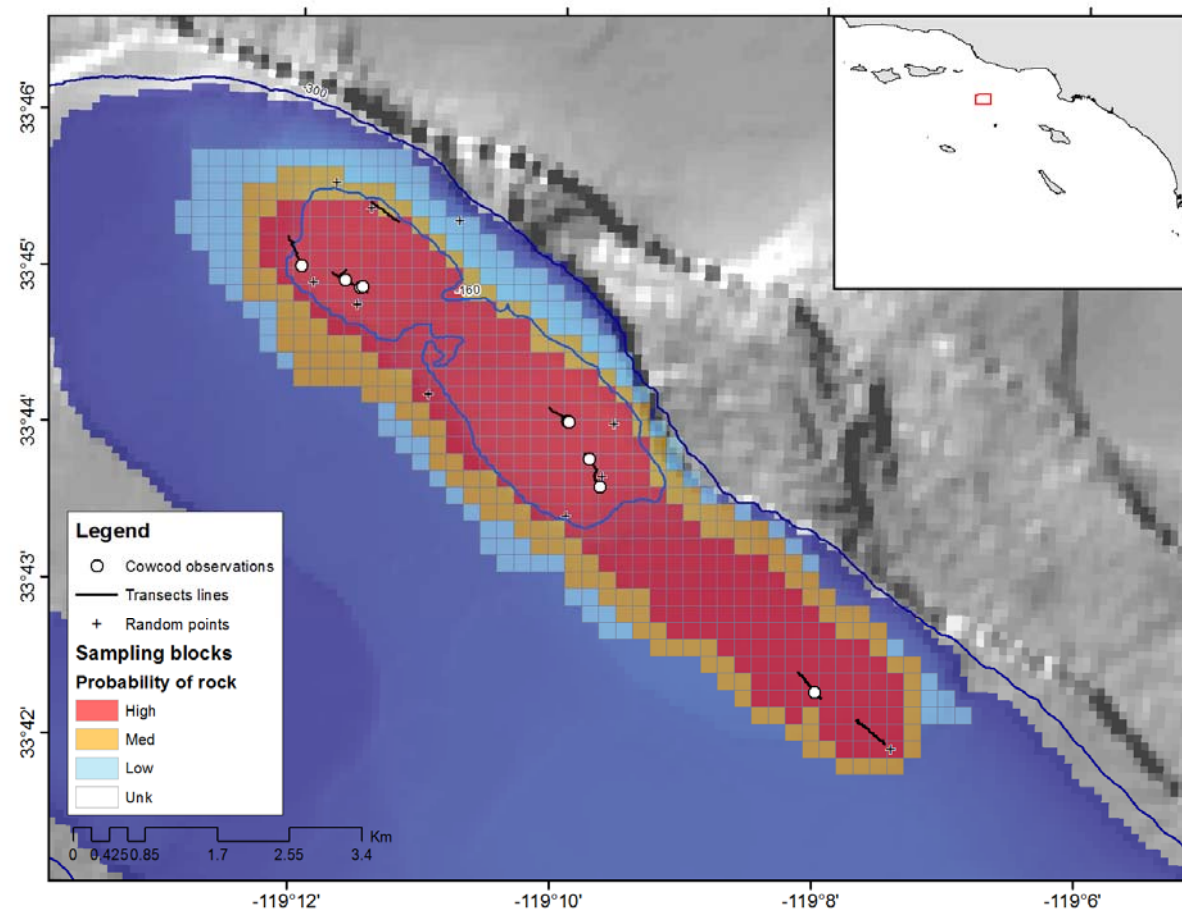 -300
33°46'
33°45'
-160
33°44'
33°43'
33°42'
Legend
Cowcod observations
Transects lines
Random points
Sampling blocks
Probability of rock
High
Med
Low
Unk
Km
0 0.425 0.85 1.7 2.55 3.4
-119°12' -119°10' -119°8' -119°6'